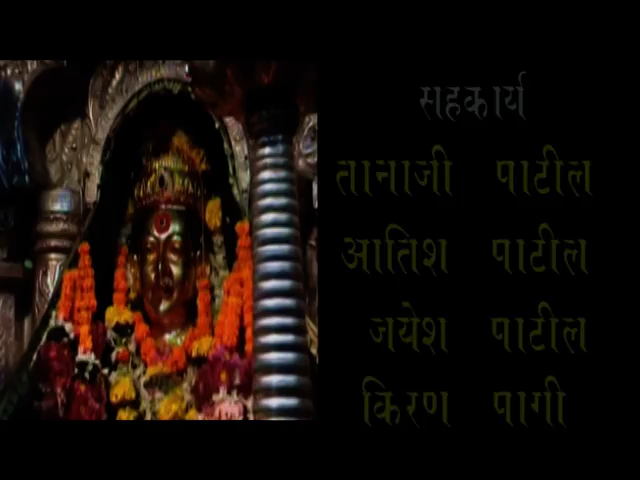 सहकार्य
तानाजी पाटील
आतिश पाटील
जयेश पाटील
किरण पागी